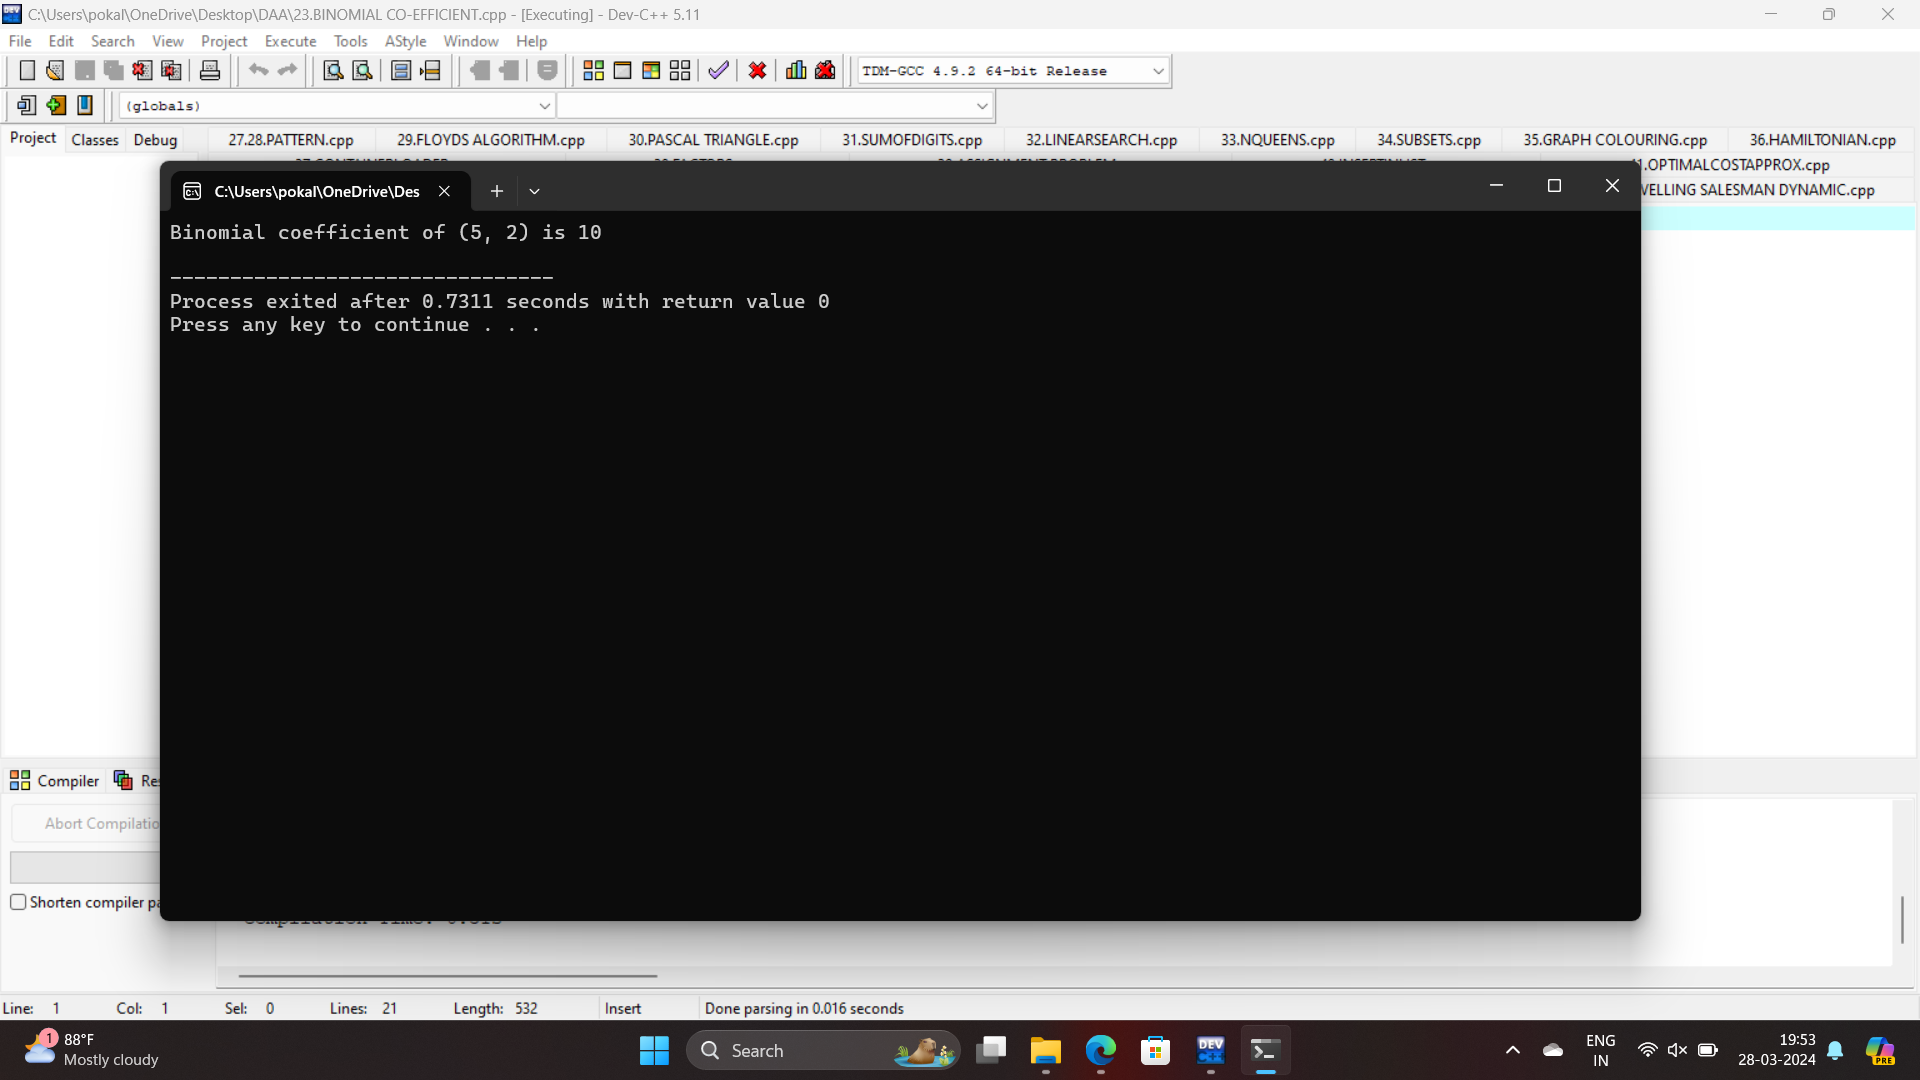 C:\Users\pokal\OneDrive\Desktop\DAA\23.BINOMIAL CO-EFFICIENT.cpp - [Executing] - Dev-C++ 5.11
File Edit Search View Project Execute Tools AStyle Window Help
TDM-GCC 4.9.2 64-bit Release
(globals)
Project Classes Debug 27.28.PATTERN.cpp 29.FLOYDS ALGORITHM.cpp 30.PASCAL TRIANGLE.cpp 31.SUMOFDIGITS.cpp 32.LINEARSEARCH.cpp 33.NQUEENS.cpp 34.SUBSETS.cpp 35.GRAPH COLOURING.cpp 36.HAMILTONIAN.cpp
.OPTIMALCOSTAPPROX.cpp
VELLING SALESMAN DYNAMIC.cpp
C:\Users\pokal\OneDrive\Des
Binomial coefficient of (5, 2) is 10
--------------------------------
Process exited after 0.7311 seconds with return value 0
Press any key to continue . . .
Compiler Res
Abort Compilatio
Shorten compiler pa
Line: 1 Col: 1 Sel: 0 Lines: 21 Length: 532 Insert Done parsing in 0.016 seconds
1 88°F
Mostly cloudy
Search
DEV
PRE
ENG
IN
19:53
28-03-2024